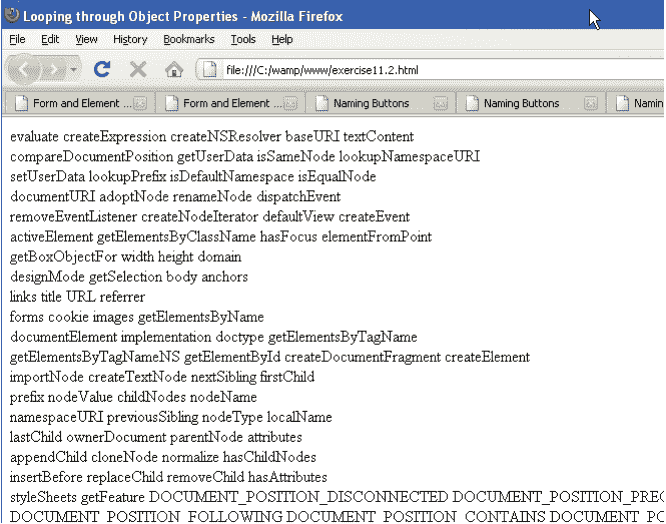 Looping through Object Properties - Mozilla Firefox
File Edit View History Bookmarks Tools Help
file:///C:/wamp/www/exercise11.2.html
Form and Element ... Form and Element ... Naming Buttons Naming Buttons
evaluate createExpression createNSResolver baseURI textContent
compareDocumentPosition getUserData isSameNode lookupNamespaceURI
setUserData lookupPrefix isDefaultNamespace isEqualNode
documentURI adoptNode renameNode dispatchEvent
removeEventListener createNodeIterator defaultView createEvent
activeElement getElementsByClassName hasFocus elementFromPoint
getBoxObjectFor width height domain
designMode getSelection body anchors
links title URL referrer
forms cookie images getElementsByName
documentElement implementation doctype getElementsByTagName
getElementsByTagNameNS getElementById createDocumentFragment createElement
importNode createTextNode nextSibling firstChild
prefix nodeValue childNodes nodeName
namespaceURI previousSibling nodeType localName
lastChild ownerDocument parentNode attributes
appendChild cloneNode normalize hasChildNodes
insertBefore replaceChild removeChild hasAttributes
styleSheets getFeature DOCUMENT_POSITION_DISCONNECTED DOCUMENT_POSITION_PREC
DOCUMENT_POSITION_FOLLOWING DOCUMENT_POSITION_CONTAINS DOCUMENT_PO